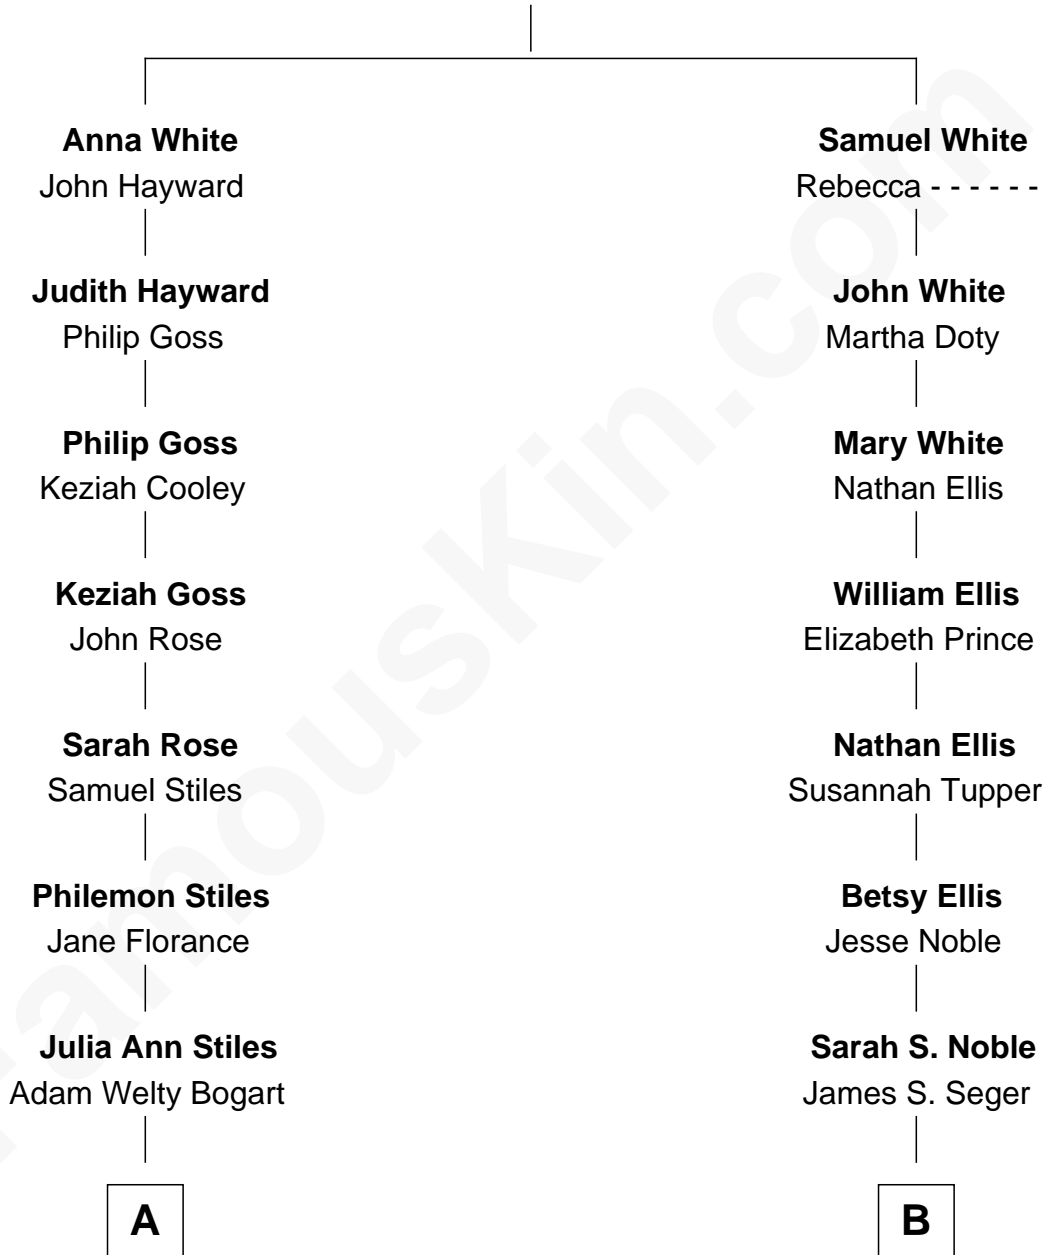 Anna White
John Hayward
Judith Hayward
Philip Goss
Philip Goss
Keziah Cooley
Keziah Goss
John Rose
Sarah Rose
Samuel Stiles
Philemon Stiles
Jane Florance
Julia Ann Stiles
Adam Welty Bogart
A
Samuel White
Rebecca - - - - - -
John White
Martha Doty
Mary White
Nathan Ellis
William Ellis
Elizabeth Prince
Nathan Ellis
Susannah Tupper
Betsy Ellis
Jesse Noble
Sarah S. Noble
James S. Seger
B
FamousKin.com